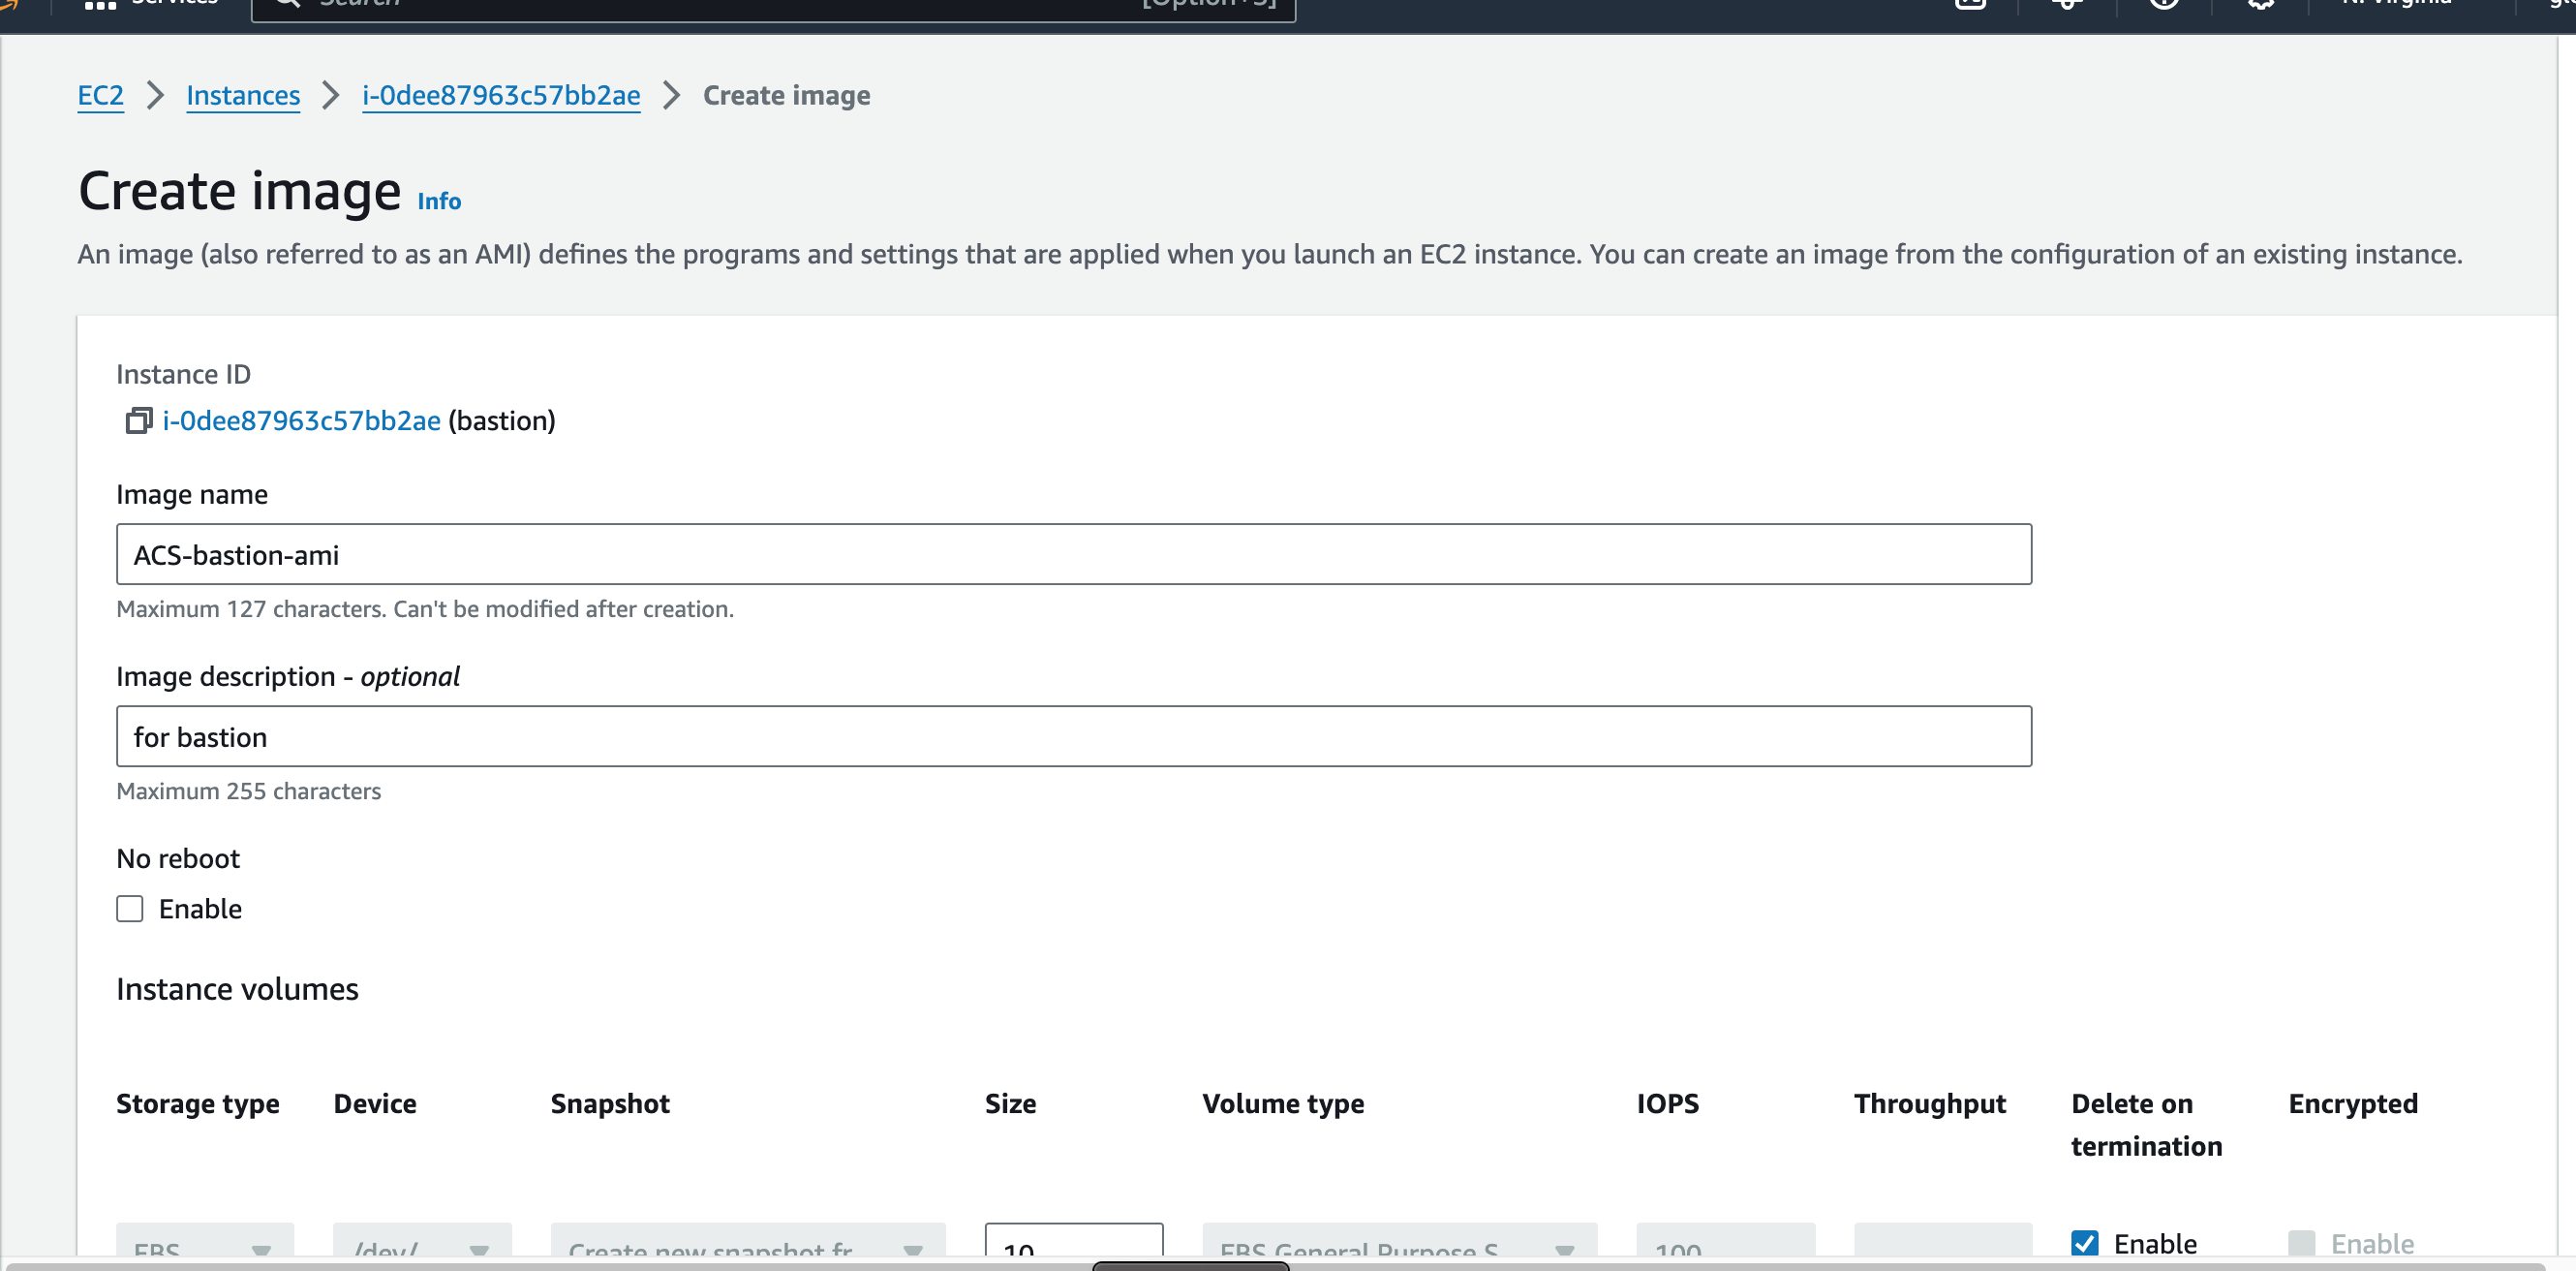 Services Search [Option+S] N. Virginia
EC2 > Instances > i-0dee87963c57bb2ae > Create image
Create image Info
An image (also referred to as an AMI) defines the programs and settings that are applied when you launch an EC2 instance. You can create an image from the configuration of an existing instance.
Instance ID
i-0dee87963c57bb2ae (bastion)
Image name
ACS-bastion-ami
Maximum 127 characters. Can't be modified after creation.
Image description - optional
for bastion
Maximum 255 characters
No reboot
Enable
Instance volumes
Storage type Device Snapshot Size Volume type IOPS Throughput Delete on termination Encrypted
EBS /dev/ Create new snapshot fr 10 EBS General Purpose S 100 Enable Enable